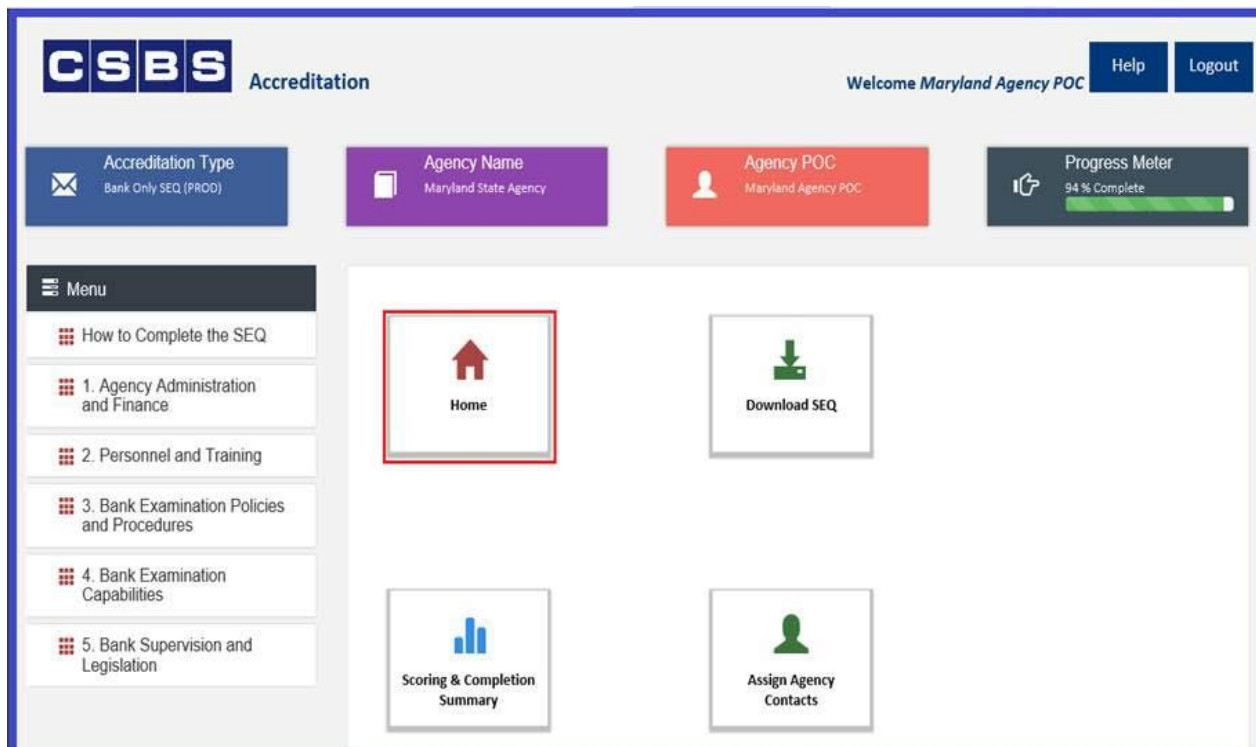 CSBS Accreditation
Welcome Maryland Agency POC
Help
Logout
Accreditation Type
Bank Only SEQ (PROD)
Agency Name
Maryland State Agency
Agency POC
Maryland Agency POC
Progress Meter
94 % Complete
Menu
How to Complete the SEQ
1. Agency Administration
and Finance
2. Personnel and Training
3. Bank Examination Policies
and Procedures
4. Bank Examination
Capabilities
5. Bank Supervision and
Legislation
Home
Download SEQ
Scoring & Completion
Summary
Assign Agency
Contacts